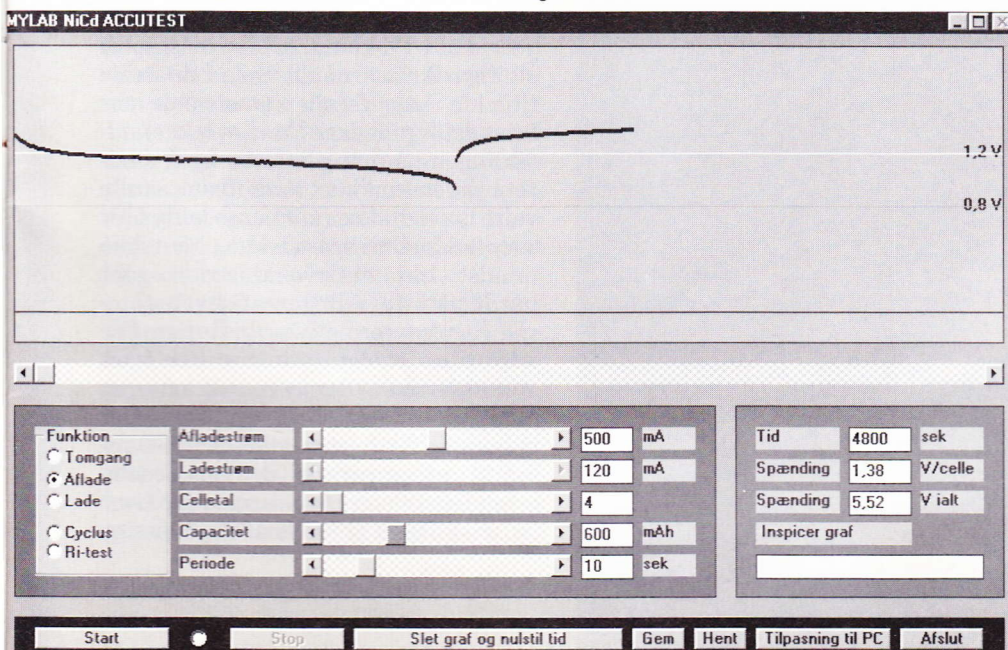 MYLAB NiCd ACCUTEST
1,2 V
0,8 V
Funktion
Tomgang
Aflade
Lade
Cyclus
Ri-test
Afladestrøm 500 mA
Ladestrøm 120 mA
Celletal 4
Capacitet 600 mAh
Periode 10 sek
Tid 4800 sek
Spænding 1,38 V/celle
Spænding 5,52 V ialt
Inspicer graf
Start Stop Slet graf og nulstil tid Gem Hent Tilpasning til PC Afslut